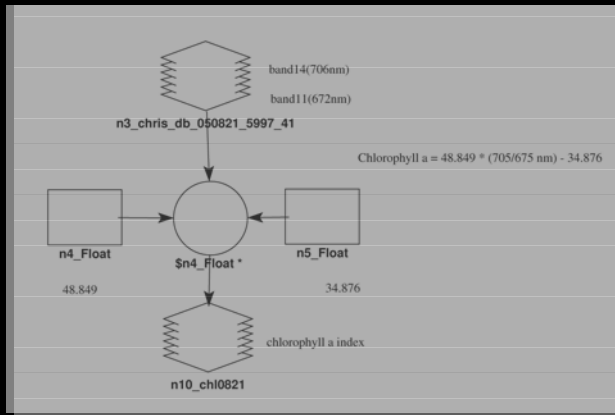 band14(706nm)
band11(672nm)
n3_chris_db_050821_5997_41
Chlorophyll a = 48.849 * (705/675 nm) - 34.876
n4_Float
$n4_Float *
n5_Float
48.849
34.876
chlorophyll a index
n10_chl0821